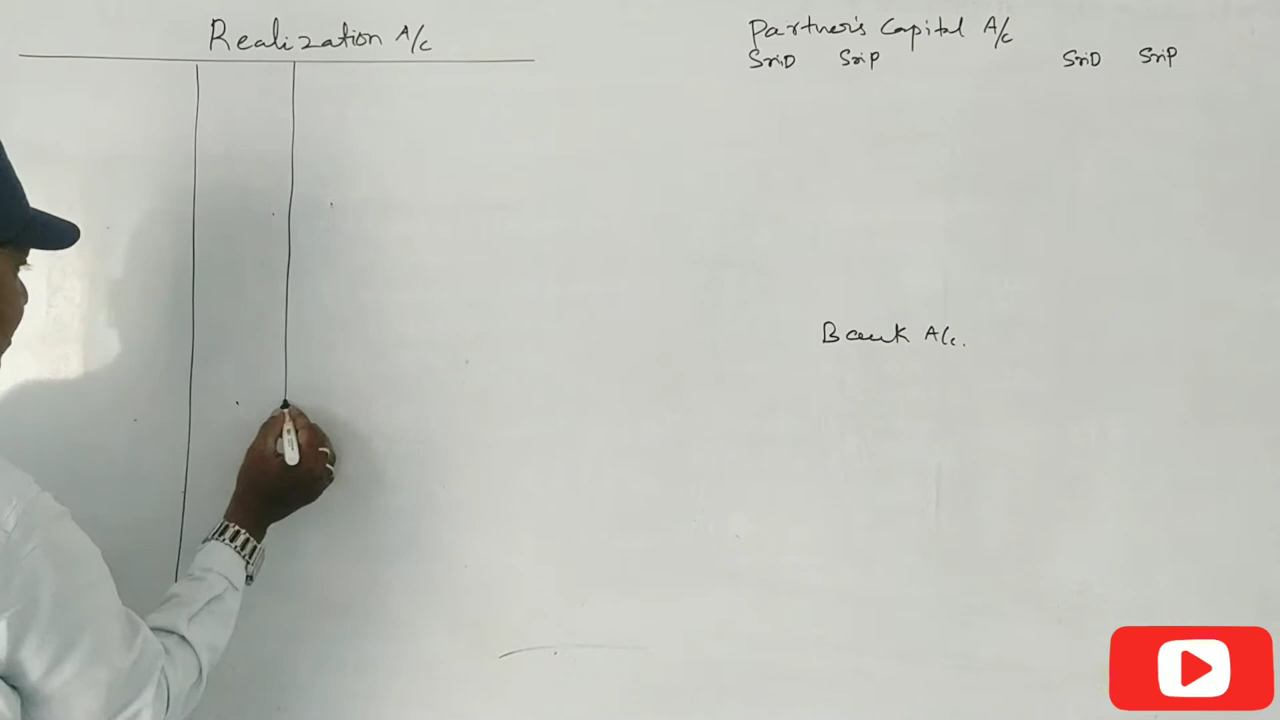 Realization A/c
Partner's Capital A/c
SriD SriP SriD SriP
Bank A/c.